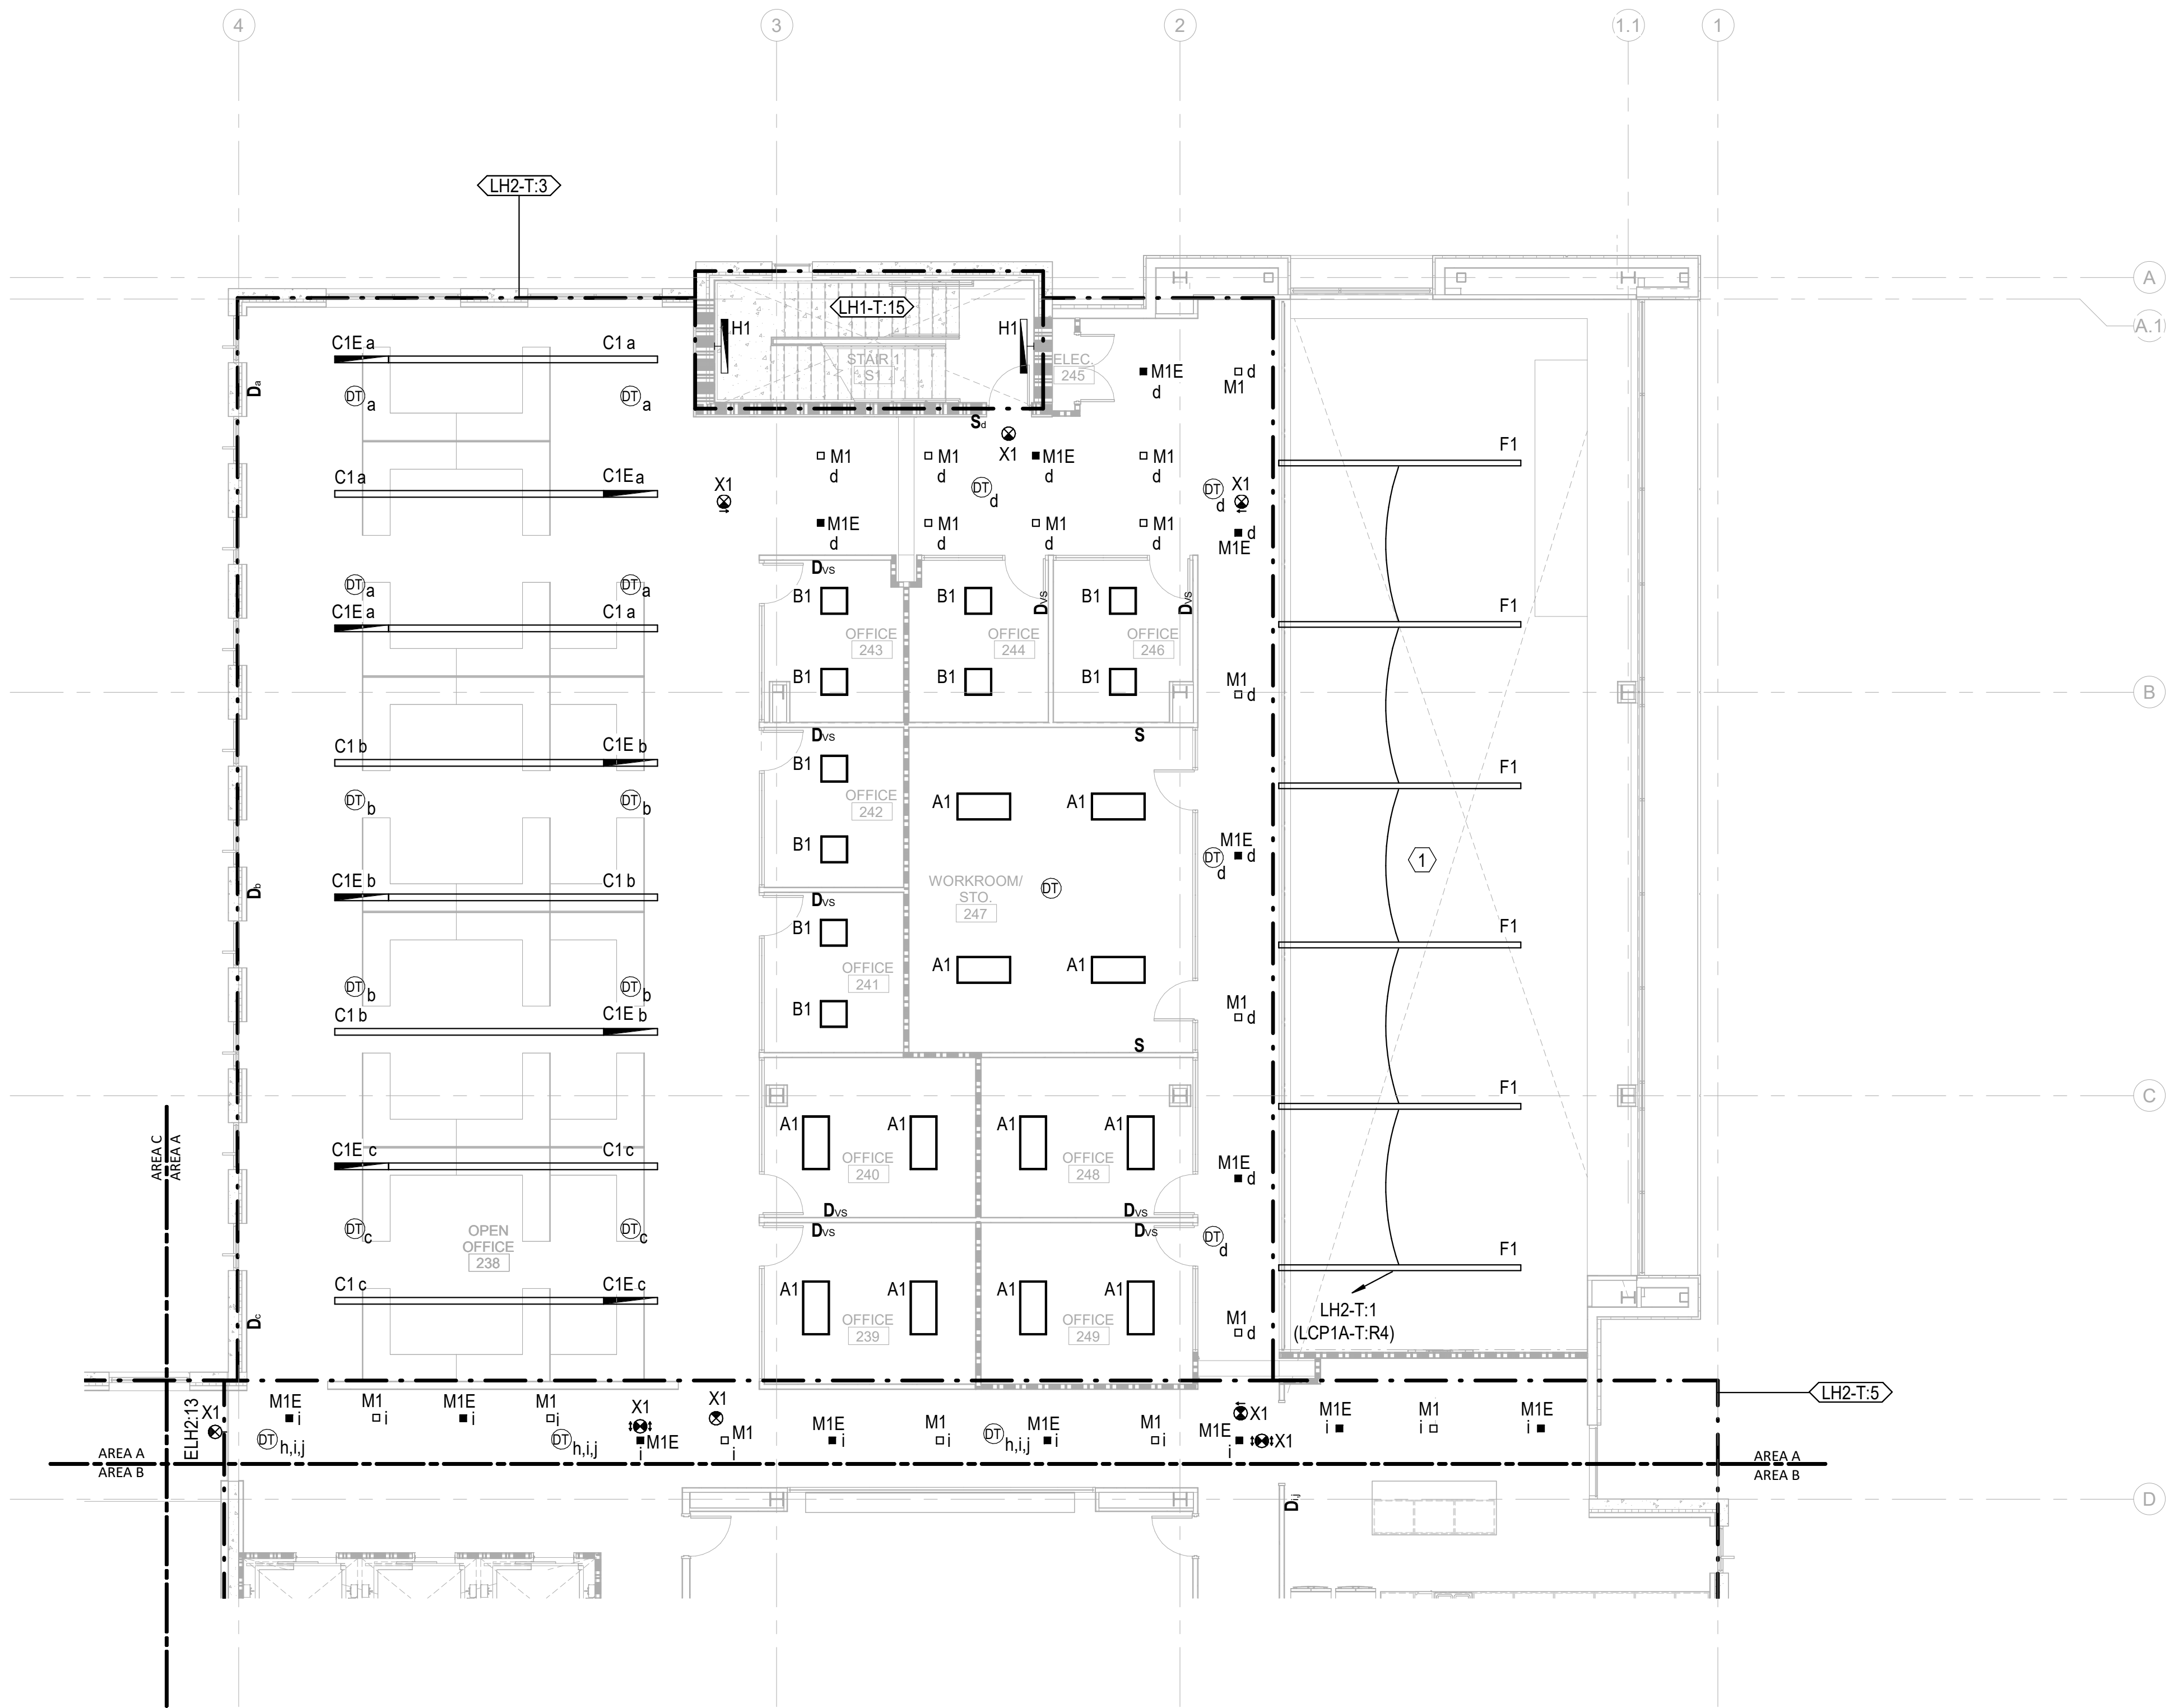 4 3 2 1.1 1
LH2-T:3
A
LH1-T:15
A.1
H1 H1
C1E a C1 a
STAIR 1 ELEC.
S1 245
M1E d
d M1
Da
DT a DT a
Sd
X1
F1
M1 d M1 d M1E d M1 d
C1 a C1E a
X1
DT d DT d X1
M1E d M1 d M1 d M1 d
d M1E
DVS
DT a DT a
C1E a C1 a
B1 B1 DVS B1 DVS
F1
OFFICE OFFICE OFFICE
243 244 246
B1 B1 B1
M1 d
B
C1 b C1E b
DVS S
B1
F1
DT b DT b
OFFICE
242
A1 A1
M1E d
DT d
B1
1
C1E b C1 b
Db
WORKROOM/
STO.
247
DT
DVS
B1
F1
OFFICE
241
A1 A1
DT b DT b
B1
M1 d
C1 b C1E b
S
F1
C
AREA C
AREA A
A1 A1 A1 A1
C1E c C1 c
OFFICE OFFICE
240 248
M1E d
DVS DVS
DT c DT c
OPEN
OFFICE
238
DVS DVS
DT d
F1
C1 c C1E c
A1 A1 A1 A1
Dc
OFFICE OFFICE
239 249
M1 d
LH2-T:1
(LCP1A-T:R4)
LH2-T:5
ELH2:13
X1
M1E i M1 i M1E i M1 i
X1 X1
X1
M1E i M1 i M1E i
DT h,i,j DT h,i,j
M1E i M1 i M1E i M1 i
DT h,i,j
M1E i M1 i M1E i X1
AREA A AREA A
AREA B AREA B
Di,j
D